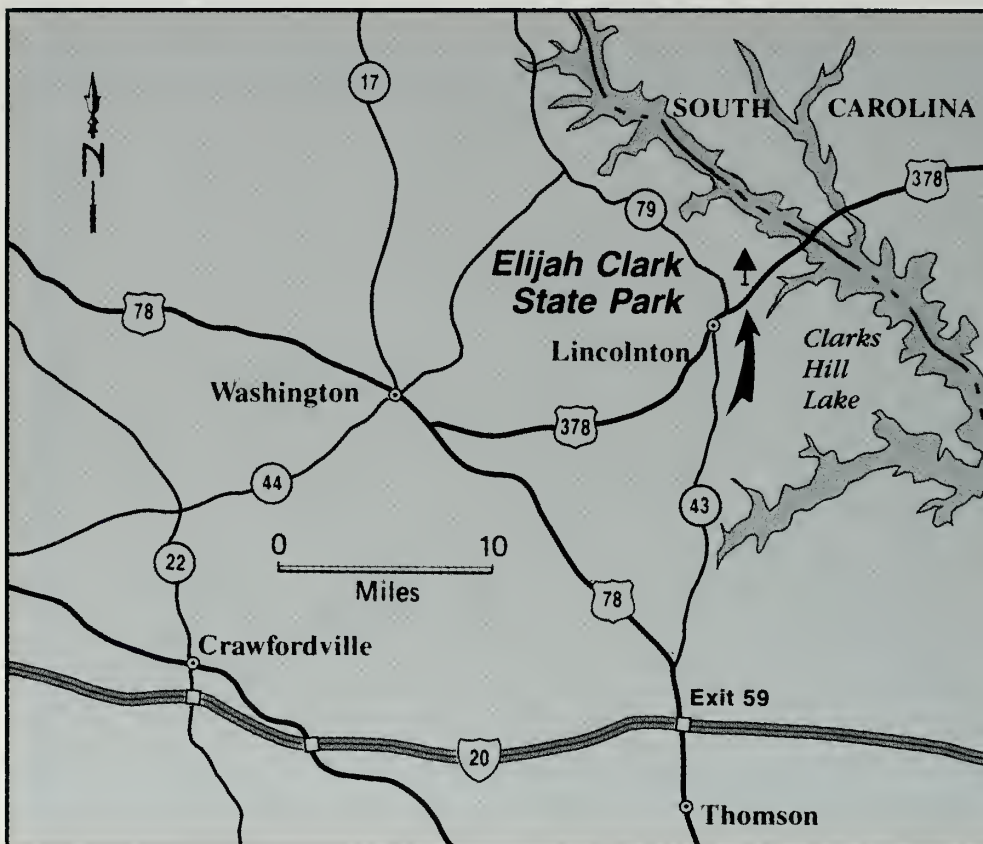 17
SOUTH CAROLINA
378
N
79
Elijah Clark
State Park
78
Lincolnton
Clarks
Hill
Lake
Washington
378
44
43
0 10
Miles
22
78
Crawfordville
Exit 59
20
Thomson